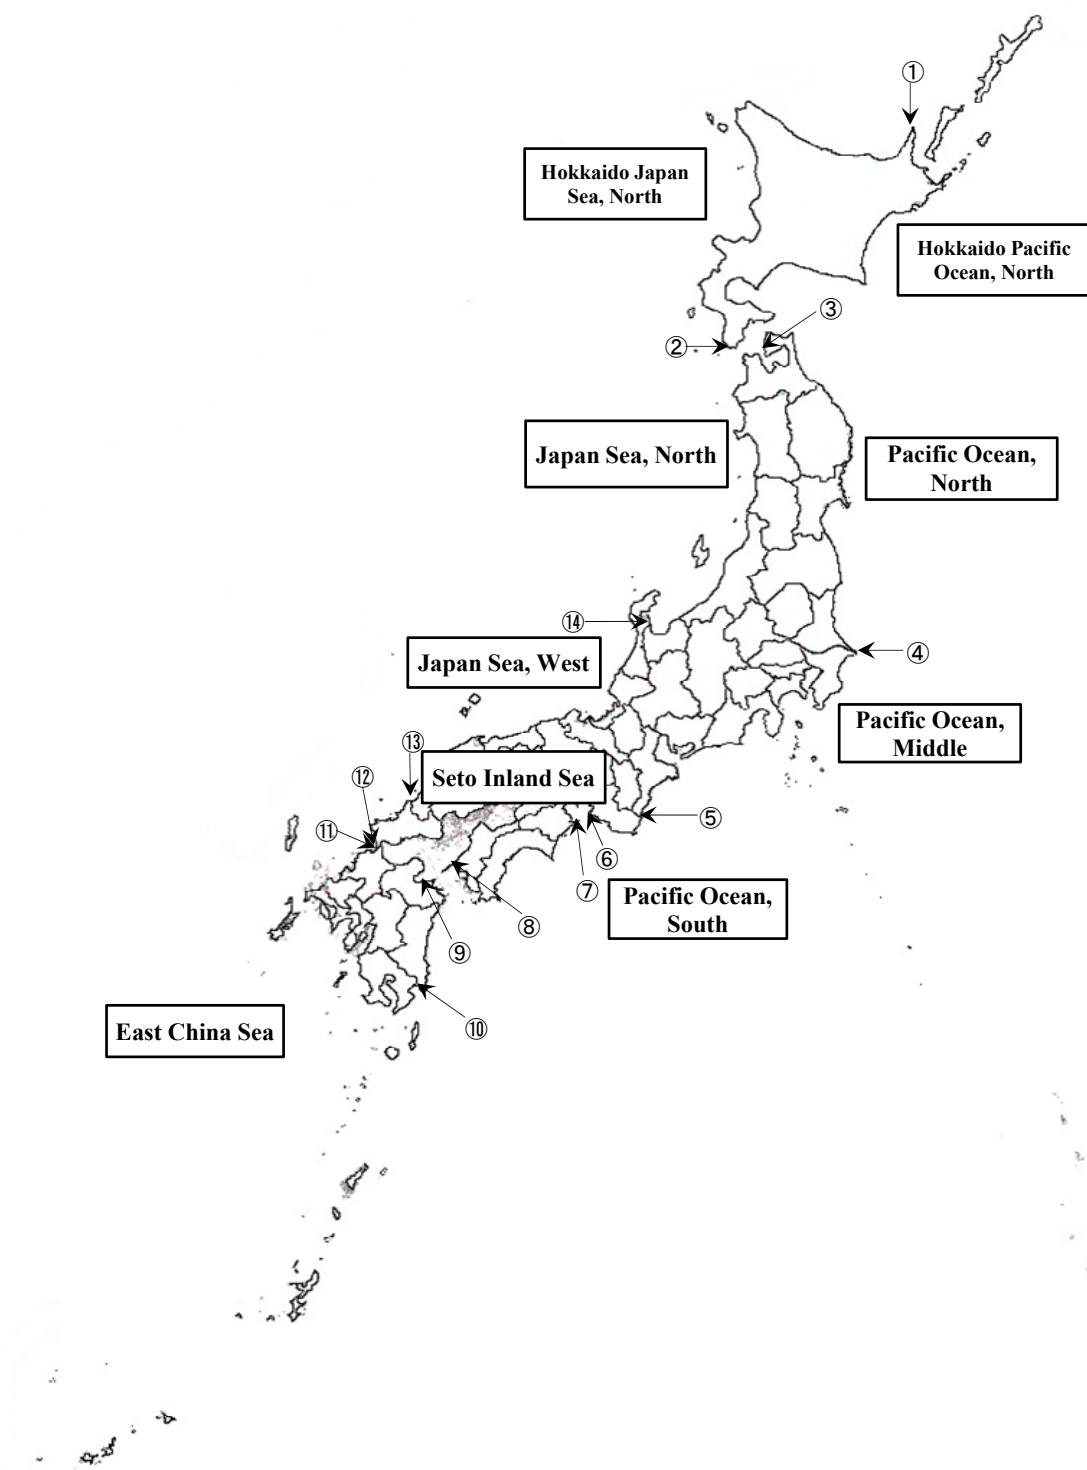 ①
Hokkaido Japan
Sea, North
Hokkaido Pacific
Ocean, North
③
②
Japan Sea, North
Pacific Ocean,
North
⑭
④
Japan Sea, West
Pacific Ocean,
Middle
⑬
Seto Inland Sea
⑫
⑪
⑤
⑥
⑦
Pacific Ocean,
South
⑧
⑨
⑩
East China Sea